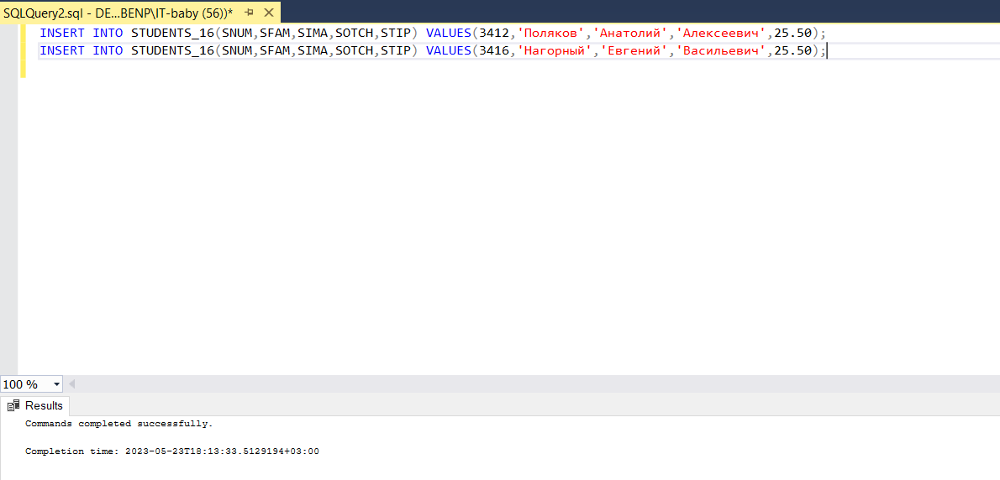 SQLQuery2.sql - DE...BENP\IT-baby (56))*
INSERT INTO STUDENTS_16(SNUM,SFAM,SIMA,SOTCH,STIP) VALUES(3412,'Поляков','Анатолий','Алексеевич',25.50);
INSERT INTO STUDENTS_16(SNUM,SFAM,SIMA,SOTCH,STIP) VALUES(3416,'Нагорный','Евгений','Васильевич',25.50);
100 %
Results
Commands completed successfully.
Completion time: 2023-05-23T18:13:33.5129194+03:00